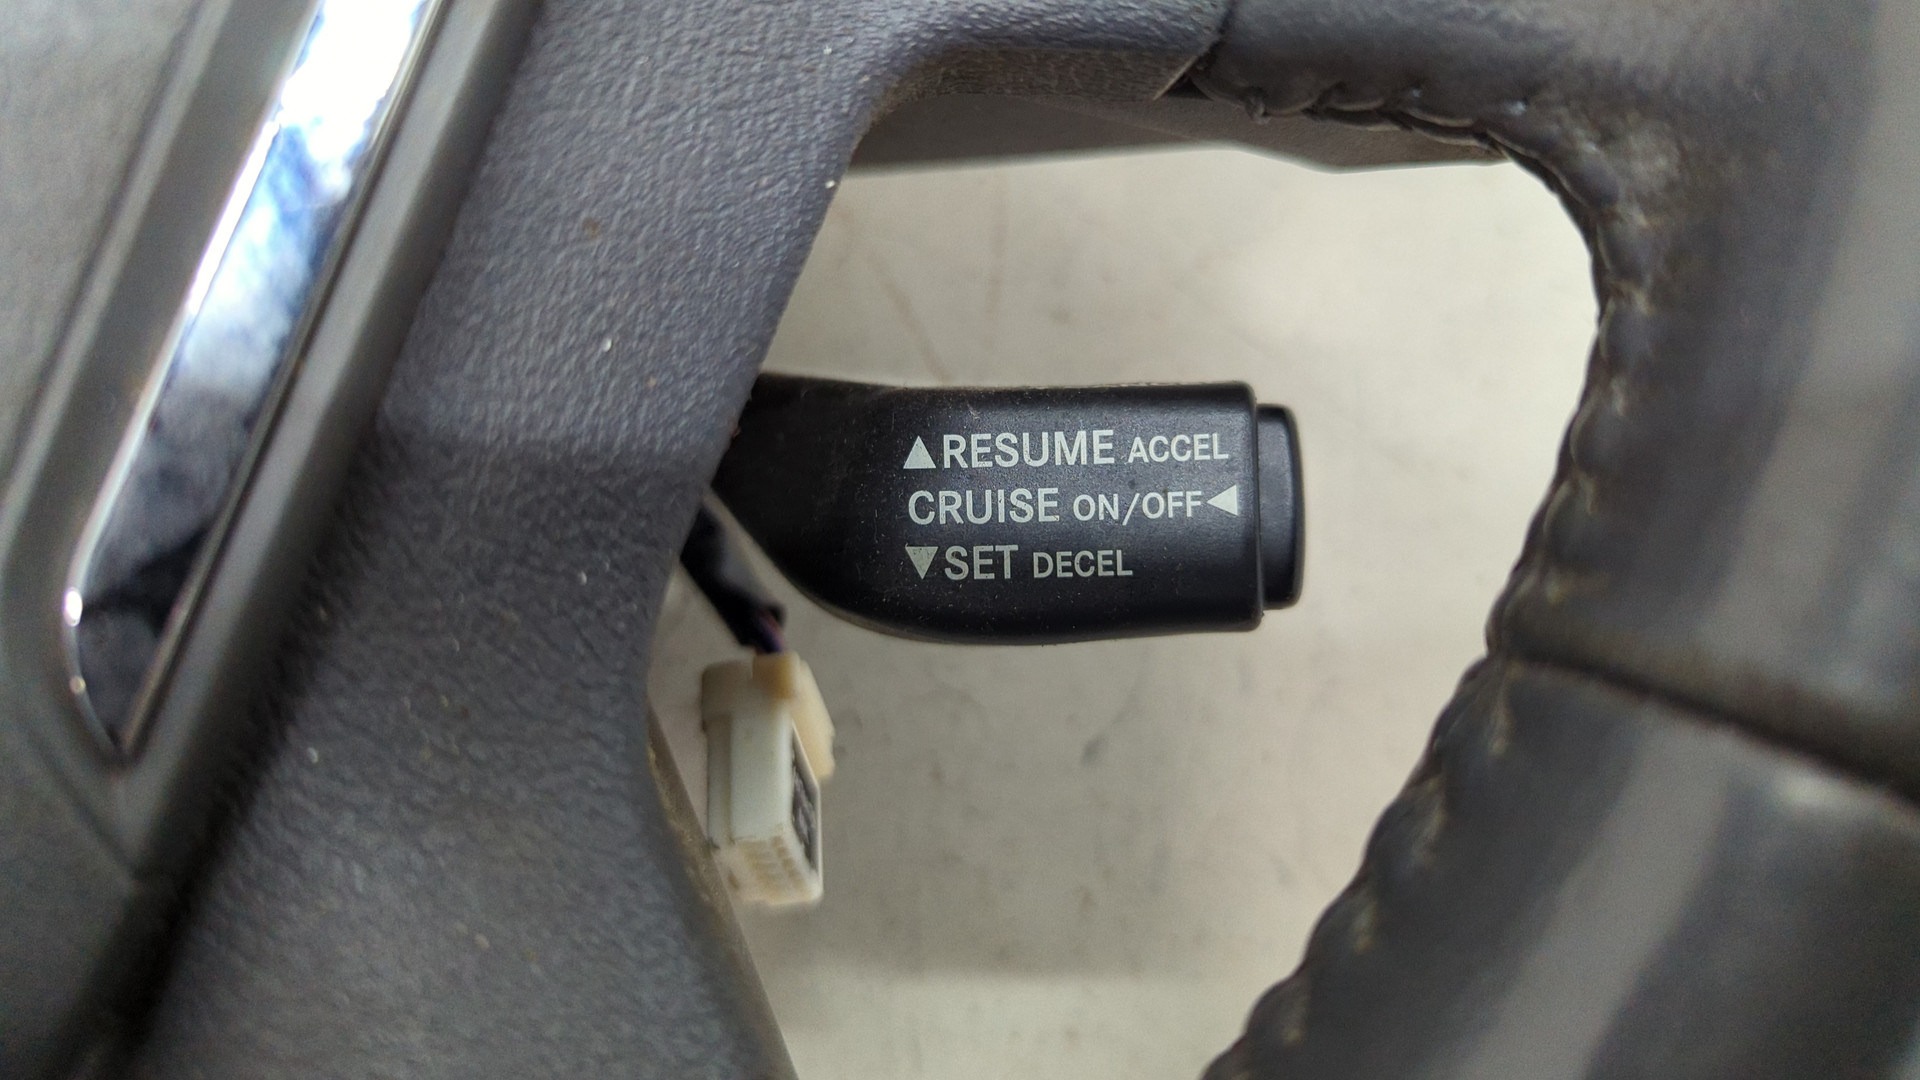 ▲RESUME ACCEL
CRUISE ON/OFF◀
▼SET DECEL